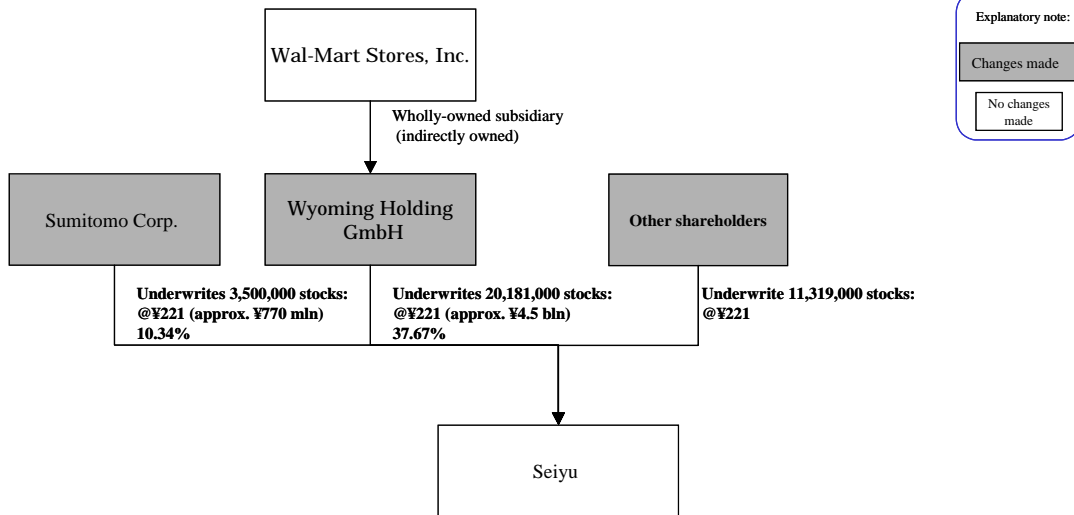 Explanatory note:
Changes made
No changes
made
Wal-Mart Stores, Inc.
Wholly-owned subsidiary
(indirectly owned)
Sumitomo Corp.
Wyoming Holding
GmbH
Other shareholders
Underwrites 3,500,000 stocks:
@¥221 (approx. ¥770 mln)
10.34%
Underwrites 20,181,000 stocks:
@¥221 (approx. ¥4.5 bln)
37.67%
Underwrite 11,319,000 stocks:
@¥221
Seiyu